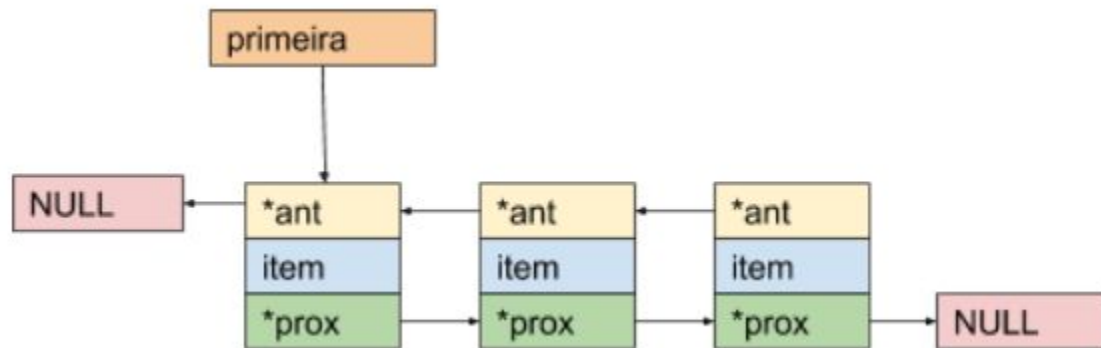 primeira
NULL
*ant
*ant
*ant
item
item
item
*prox
*prox
*prox
NULL